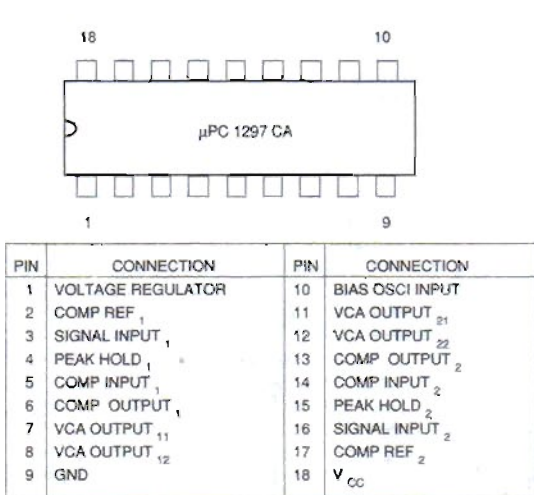 18 10
μPC 1297 CA
1 9
PIN CONNECTION PIN CONNECTION
1 VOLTAGE REGULATOR 10 BIAS OSCI INPUT
2 COMP REF 1 11 VCA OUTPUT 21
3 SIGNAL INPUT 1 12 VCA OUTPUT 22
4 PEAK HOLD 1 13 COMP OUTPUT 2
5 COMP INPUT 1 14 COMP INPUT 2
6 COMP OUTPUT 1 15 PEAK HOLD 2
7 VCA OUTPUT 11 16 SIGNAL INPUT 2
8 VCA OUTPUT 12 17 COMP REF 2
9 GND 18 VCC